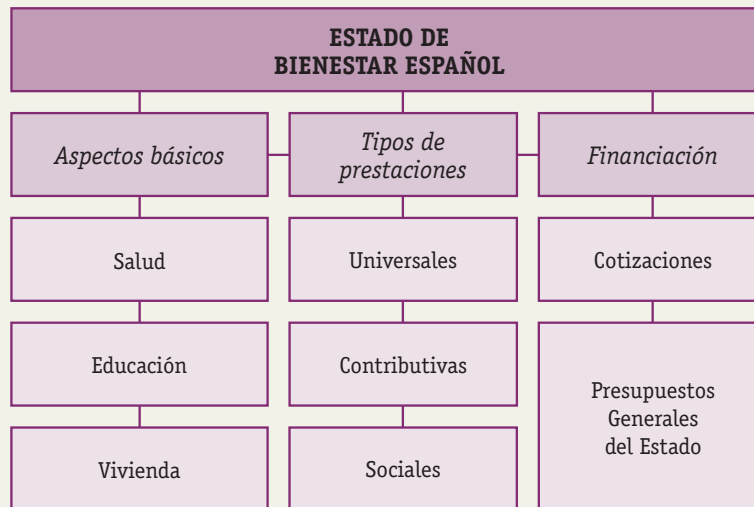 ESTADO DE
BIENESTAR ESPAÑOL
Aspectos básicos
Tipos de
prestaciones
Financiación
Salud
Universales
Cotizaciones
Educación
Contributivas
Presupuestos
Generales
del Estado
Vivienda
Sociales